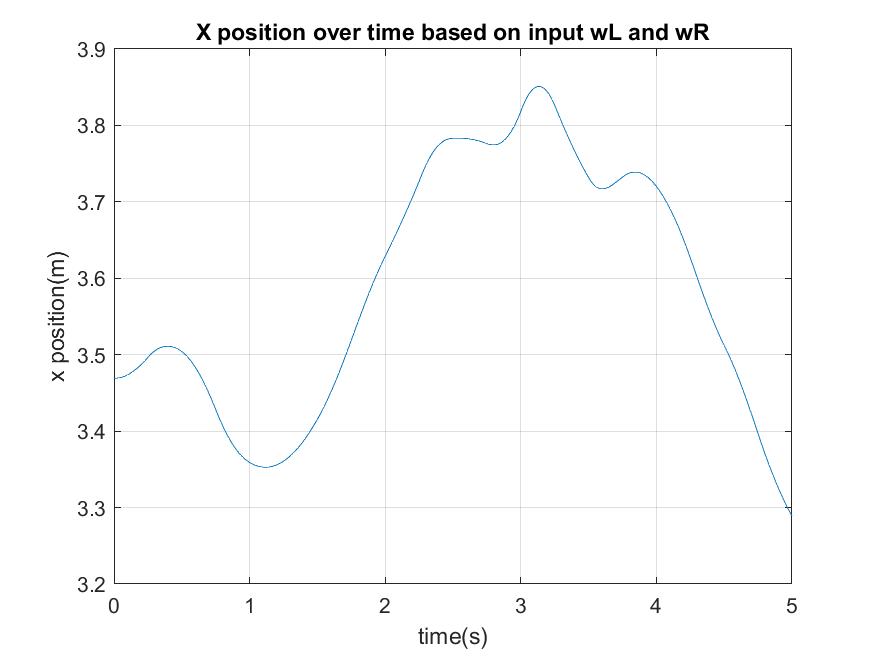 X position over time based on input wL and wR
x position(m)
3.9
3.8
3.7
3.6
3.5
3.4
3.3
3.2
0 1 2 3 4 5
time(s)